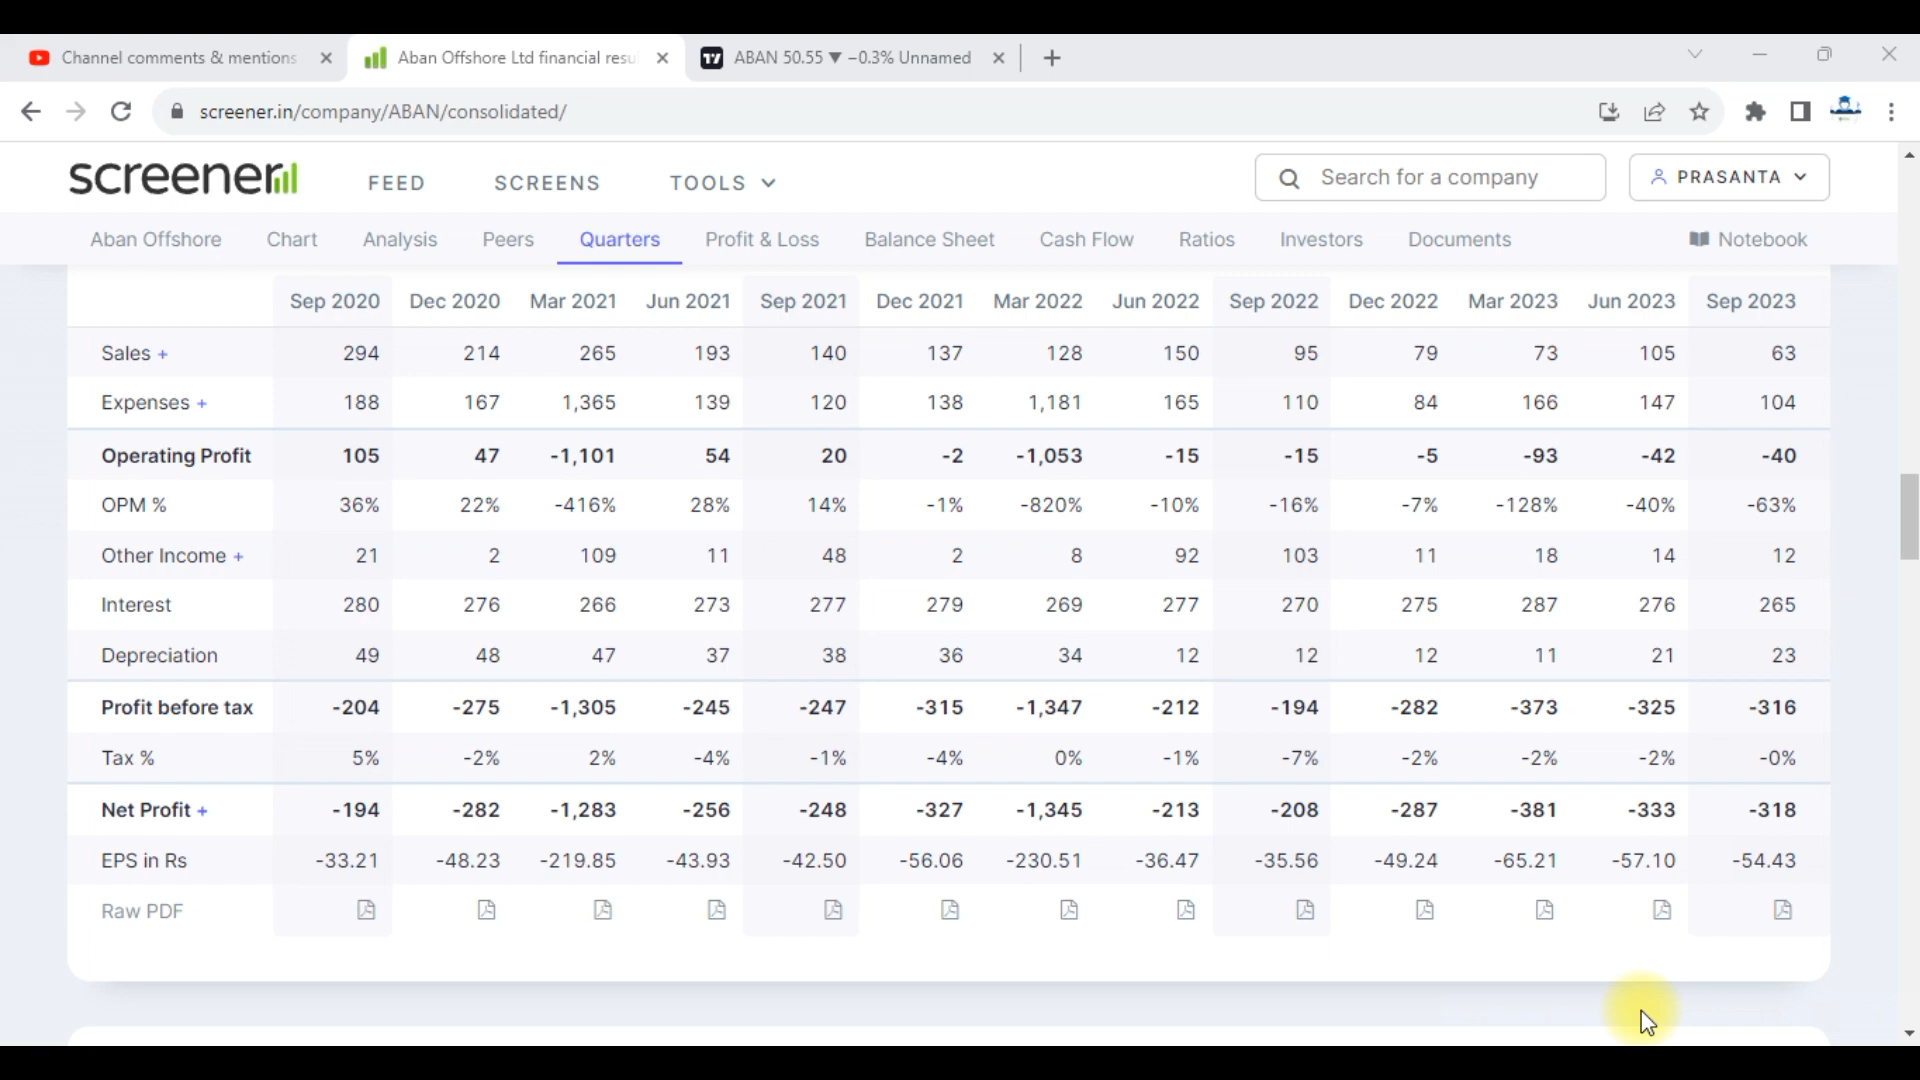 Channel comments & mentions
Aban Offshore Ltd financial resu
ABAN 50.55 ▼ −0.3% Unnamed
screener.in/company/ABAN/consolidated/
screener FEED SCREENS TOOLS Search for a company PRASANTA
Aban Offshore Chart Analysis Peers Quarters Profit & Loss Balance Sheet Cash Flow Ratios Investors Documents Notebook
Sep 2020 Dec 2020 Mar 2021 Jun 2021 Sep 2021 Dec 2021 Mar 2022 Jun 2022 Sep 2022 Dec 2022 Mar 2023 Jun 2023 Sep 2023
Sales + 294 214 265 193 140 137 128 150 95 79 73 105 63
Expenses + 188 167 1,365 139 120 138 1,181 165 110 84 166 147 104
Operating Profit 105 47 -1,101 54 20 -2 -1,053 -15 -15 -5 -93 -42 -40
OPM % 36% 22% -416% 28% 14% -1% -820% -10% -16% -7% -128% -40% -63%
Other Income + 21 2 109 11 48 2 8 92 103 11 18 14 12
Interest 280 276 266 273 277 279 269 277 270 275 287 276 265
Depreciation 49 48 47 37 38 36 34 12 12 12 11 21 23
Profit before tax -204 -275 -1,305 -245 -247 -315 -1,347 -212 -194 -282 -373 -325 -316
Tax % 5% -2% 2% -4% -1% -4% 0% -1% -7% -2% -2% -2% -0%
Net Profit + -194 -282 -1,283 -256 -248 -327 -1,345 -213 -208 -287 -381 -333 -318
EPS in Rs -33.21 -48.23 -219.85 -43.93 -42.50 -56.06 -230.51 -36.47 -35.56 -49.24 -65.21 -57.10 -54.43
Raw PDF